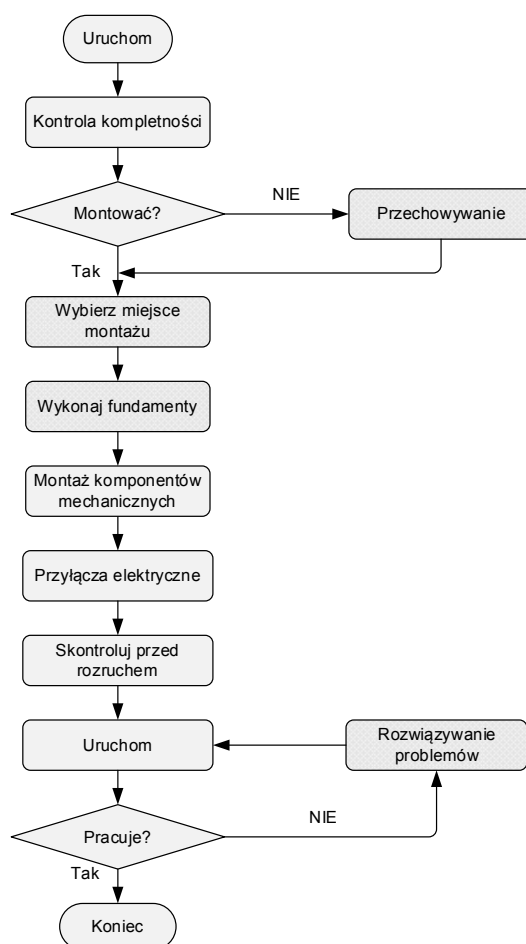 Uruchom
Kontrola kompletności
Montować?
NIE
Przechowywanie
Tak
Wybierz miejsce
montażu
Wykonaj fundamenty
Montaż komponentów
mechanicznych
Przyłącza elektryczne
Skontroluj przed
rozruchem
Uruchom
Rozwiązywanie
problemów
Pracuje?
NIE
Tak
Koniec